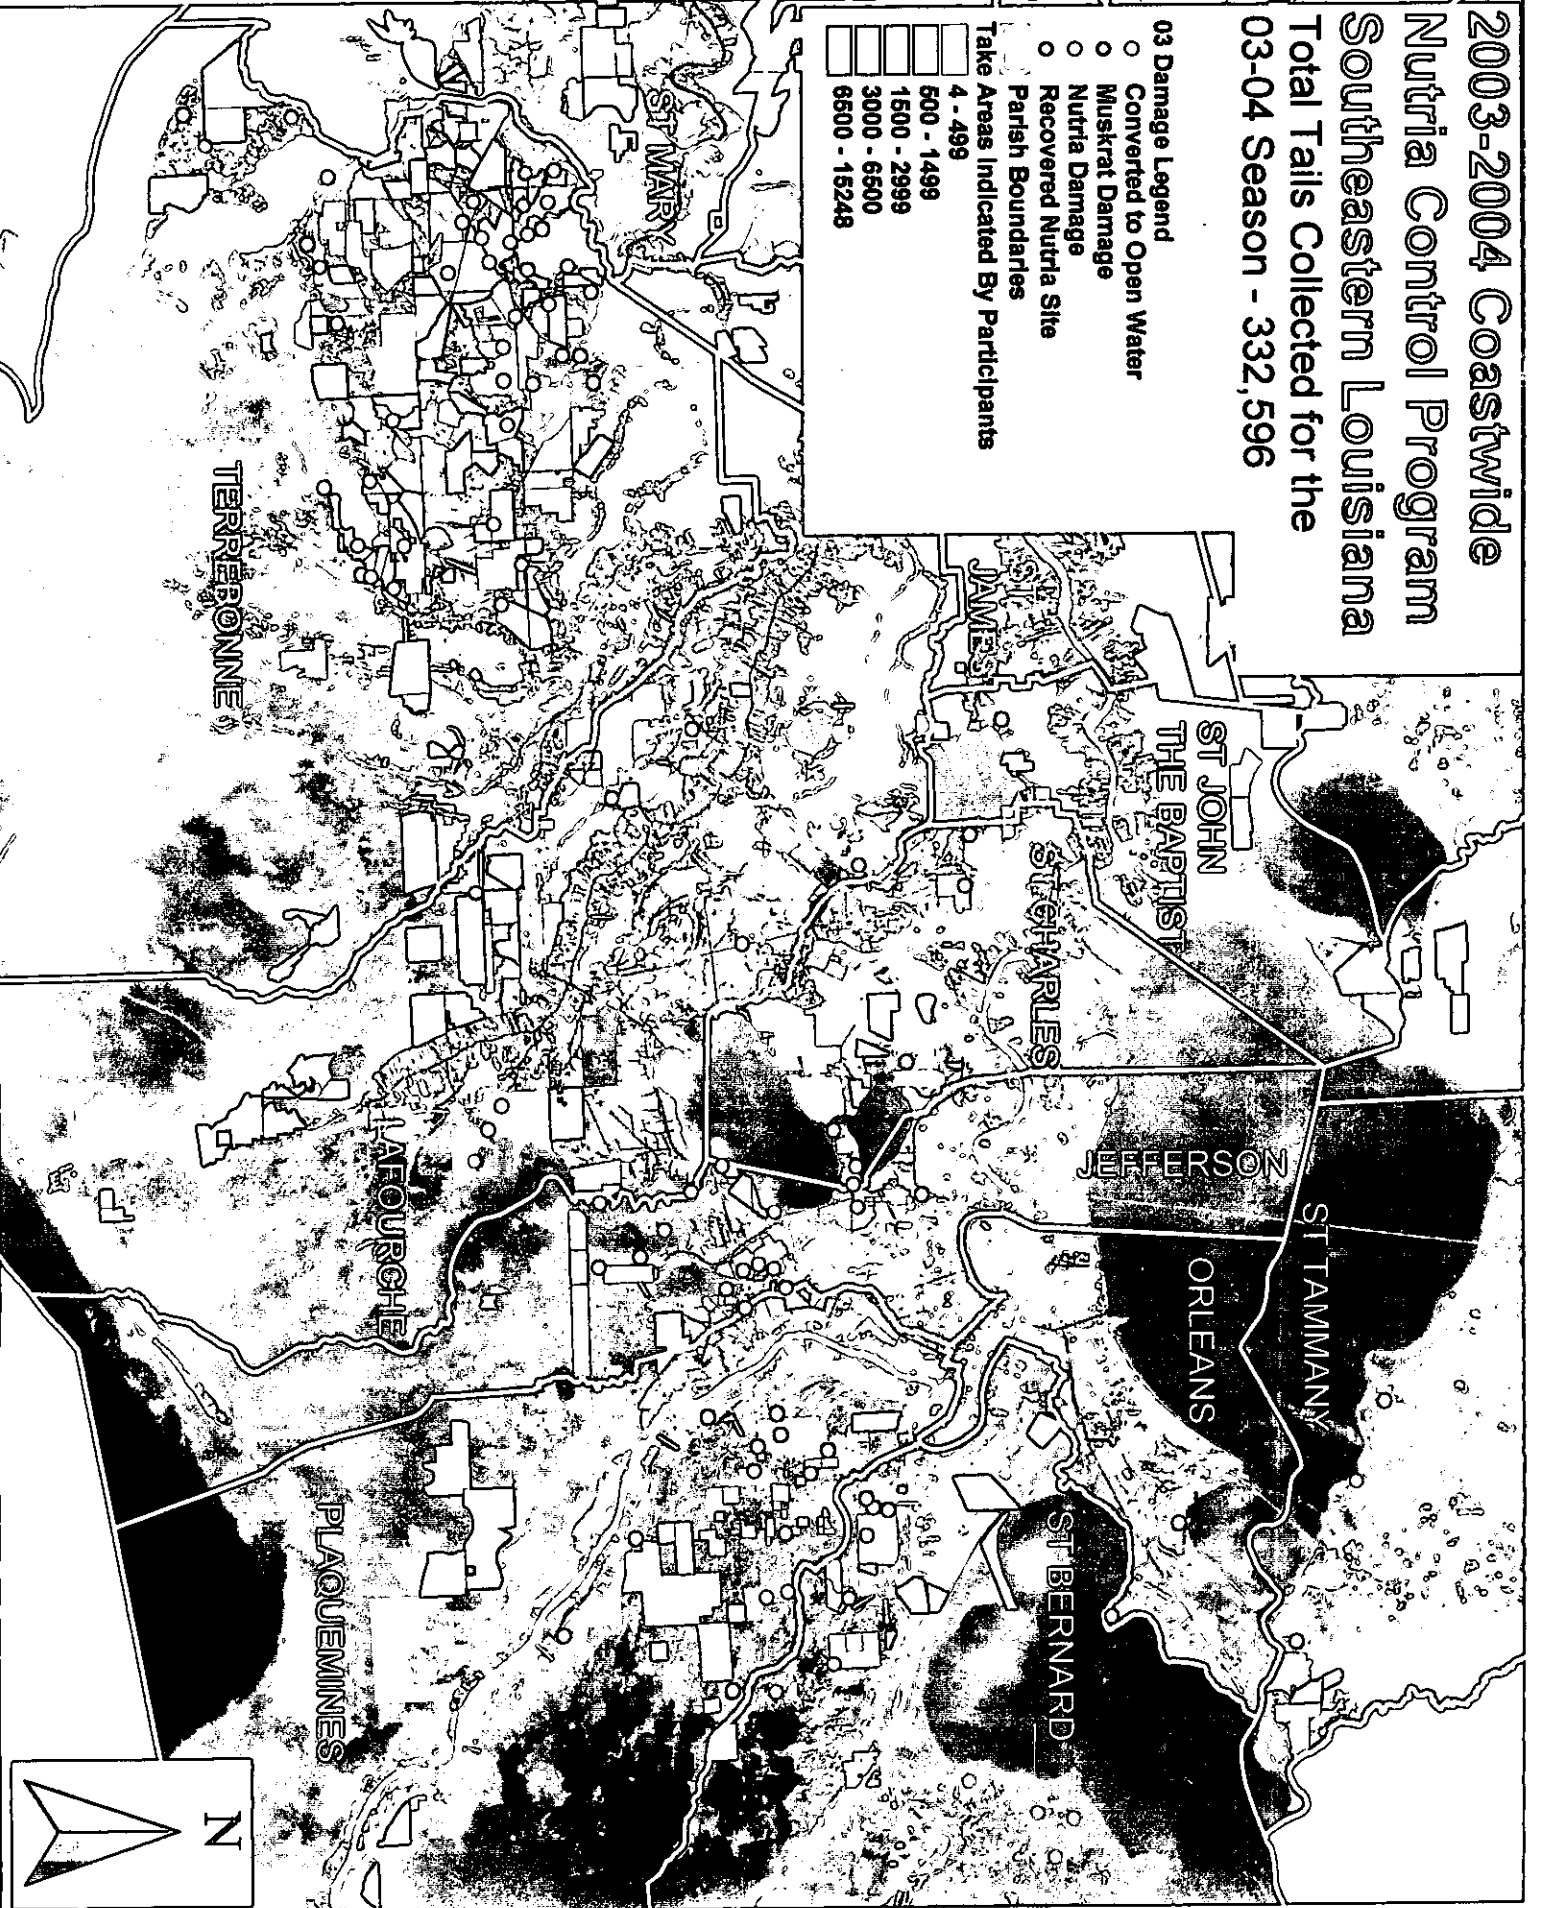 2003-2004 Coastwide
Nutria Control Program
Southeastern Louisiana
Total Tails Collected for the
03-04 Season - 332,596
03 Damage Legend
Converted to Open Water
Muskrat Damage
Nutria Damage
Recovered Nutria Site
Parish Boundaries
Take Areas Indicated By Participants
4 - 499
500 - 1499
1500 - 2999
3000 - 6500
6500 - 15248
ST MARY
ST
JAMES
ST JOHN
THE BAPTIST
ST CHARLES
JEFFERSON
ST TAMMANY
ORLEANS
ST BERNARD
TERREBONNE
LAFOURCHE
PLAQUEMINES
N